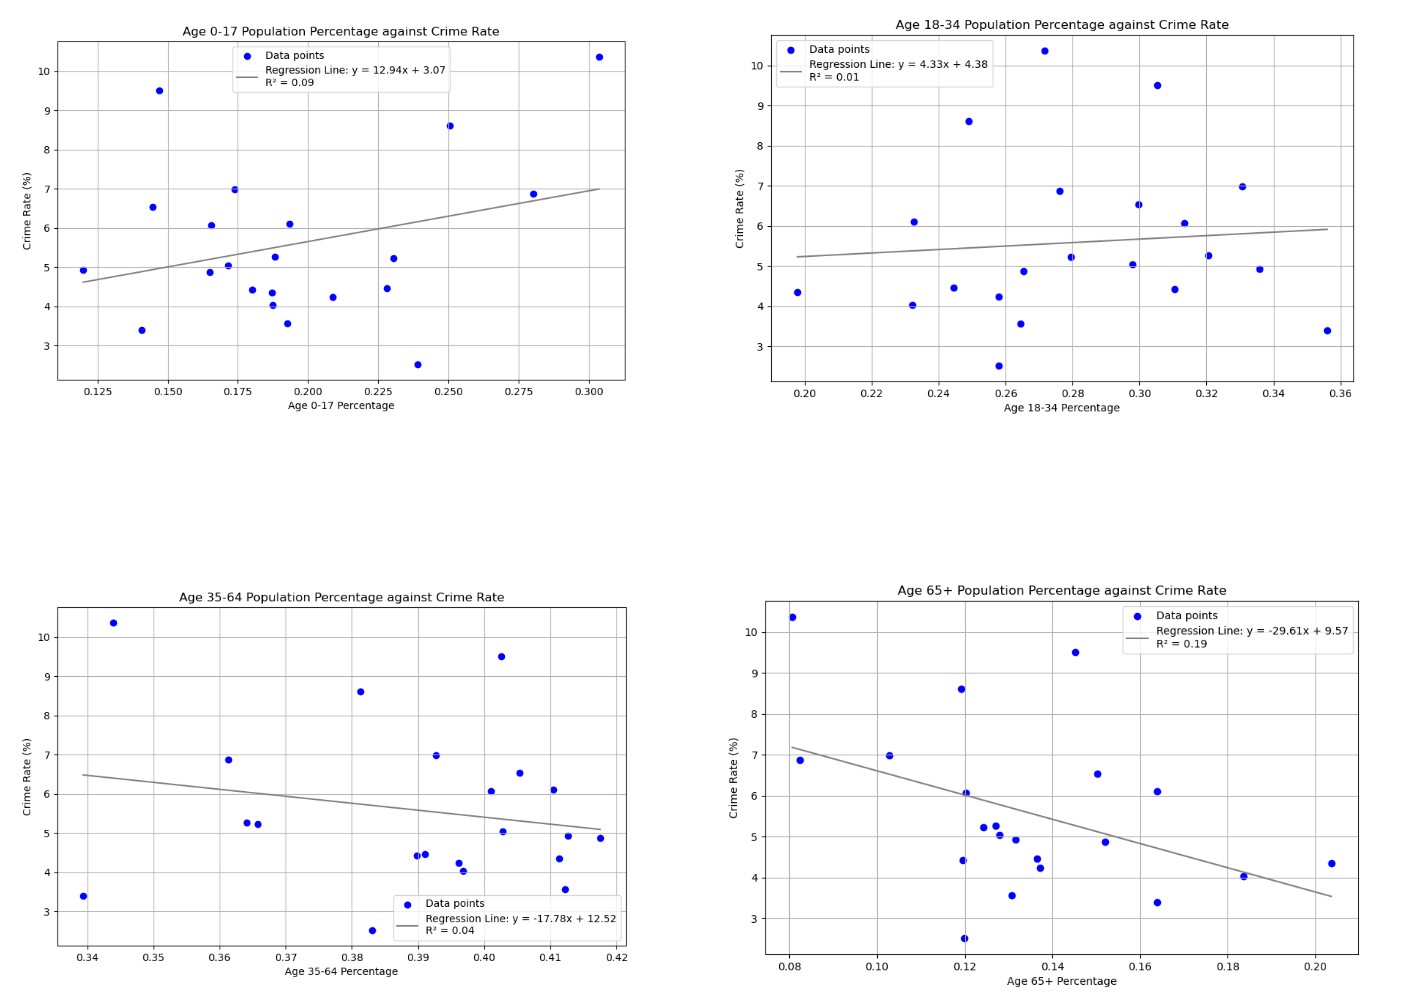 Age 0-17 Population Percentage against Crime Rate
Data points
Regression Line: y = 12.94x + 3.07
R² = 0.09
10
9
8
7
6
5
4
3
Crime Rate (%)
0.125 0.150 0.175 0.200 0.225 0.250 0.275 0.300
Age 0-17 Percentage
Age 18-34 Population Percentage against Crime Rate
Data points
Regression Line: y = 4.33x + 4.38
R² = 0.01
10
9
8
7
6
5
4
3
Crime Rate (%)
0.20 0.22 0.24 0.26 0.28 0.30 0.32 0.34 0.36
Age 18-34 Percentage
Age 35-64 Population Percentage against Crime Rate
10
9
8
7
6
5
4
3
Crime Rate (%)
Data points
Regression Line: y = -17.78x + 12.52
R² = 0.04
0.34 0.35 0.36 0.37 0.38 0.39 0.40 0.41 0.42
Age 35-64 Percentage
Age 65+ Population Percentage against Crime Rate
Data points
Regression Line: y = -29.61x + 9.57
R² = 0.19
10
9
8
7
6
5
4
3
Crime Rate (%)
0.08 0.10 0.12 0.14 0.16 0.18 0.20
Age 65+ Percentage